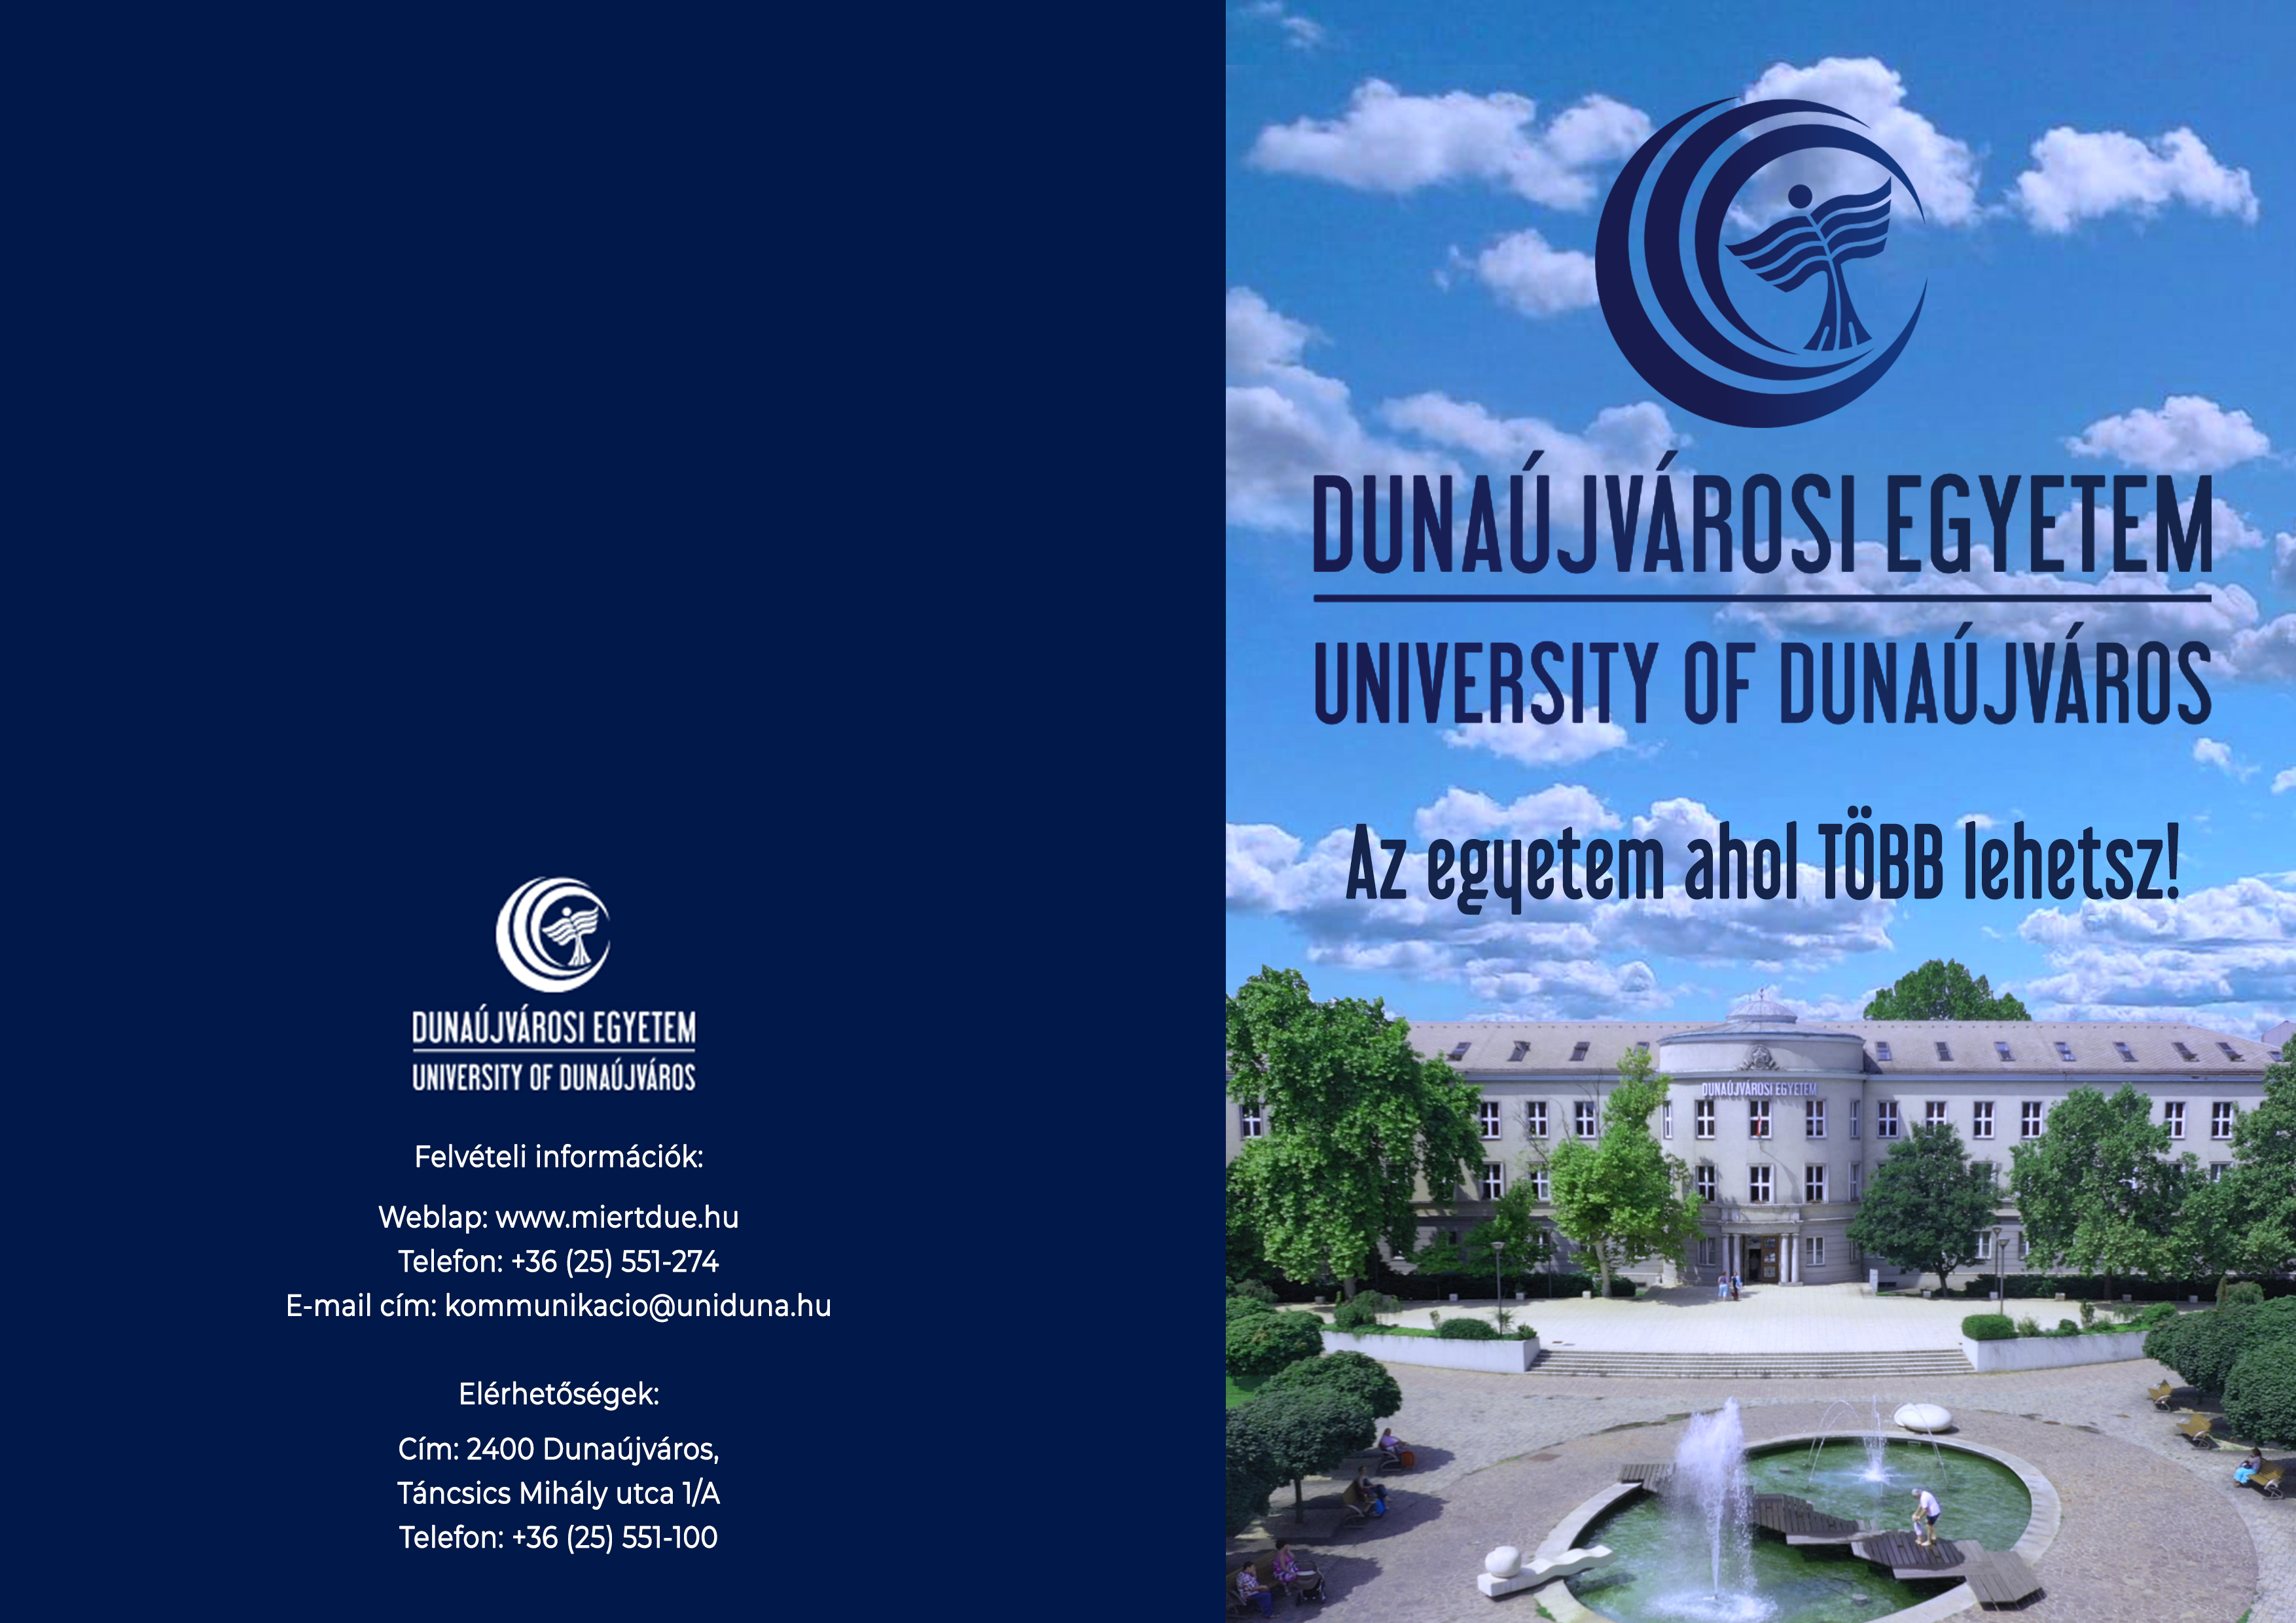 DUNAÚJVÁROSI EGYETEM
UNIVERSITY OF DUNAÚJVÁROS
Felvételi információk:
Weblap: www.miertdue.hu
Telefon: +36 (25) 551-274
E-mail cím: kommunikacio@uniduna.hu
Elérhetőségek:
Cím: 2400 Dunaújváros,
Táncsics Mihály utca 1/A
Telefon: +36 (25) 551-100
DUNAÚJVÁROSI EGYETEM
UNIVERSITY OF DUNAÚJVÁROS
Az egyetem ahol TÖBB lehetsz!
DUNAÚJVÁROSI EGYETEM